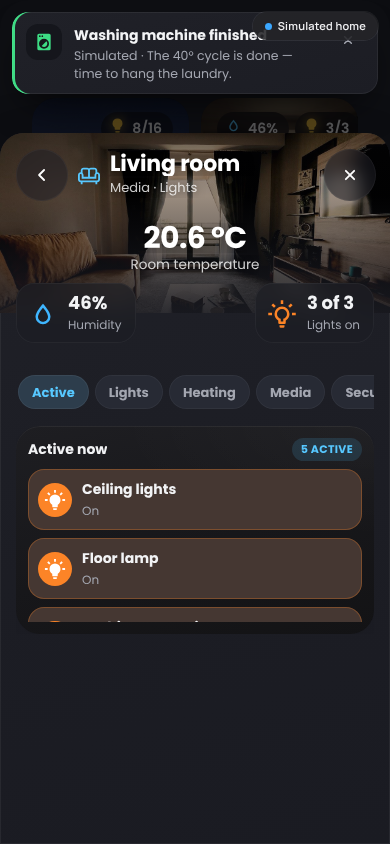 Washing machine finished
Simulated home
Simulated · The 40° cycle is done —
time to hang the laundry.
8/16
46%
3/3
Living room
Media · Lights
20.6 °C
Room temperature
46%
Humidity
3 of 3
Lights on
Active
Lights
Heating
Media
Secu
Active now
5 ACTIVE
Ceiling lights
On
Floor lamp
On